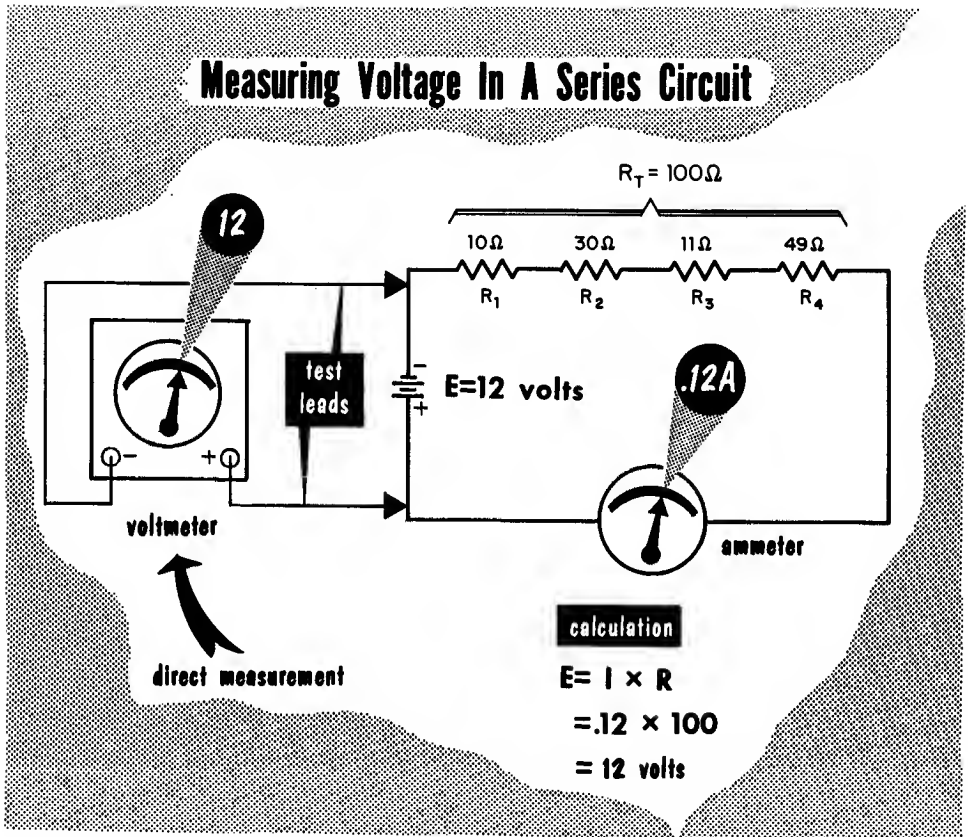 Measuring Voltage In A Series Circuit
R_T = 100Ω
10Ω 30Ω 11Ω 49Ω
R₁ R₂ R₃ R₄
12
test
leads
-
E=12 volts
+
.12A
- +
voltmeter
ammeter
direct measurement
calculation
E= I × R
=.12 × 100
= 12 volts